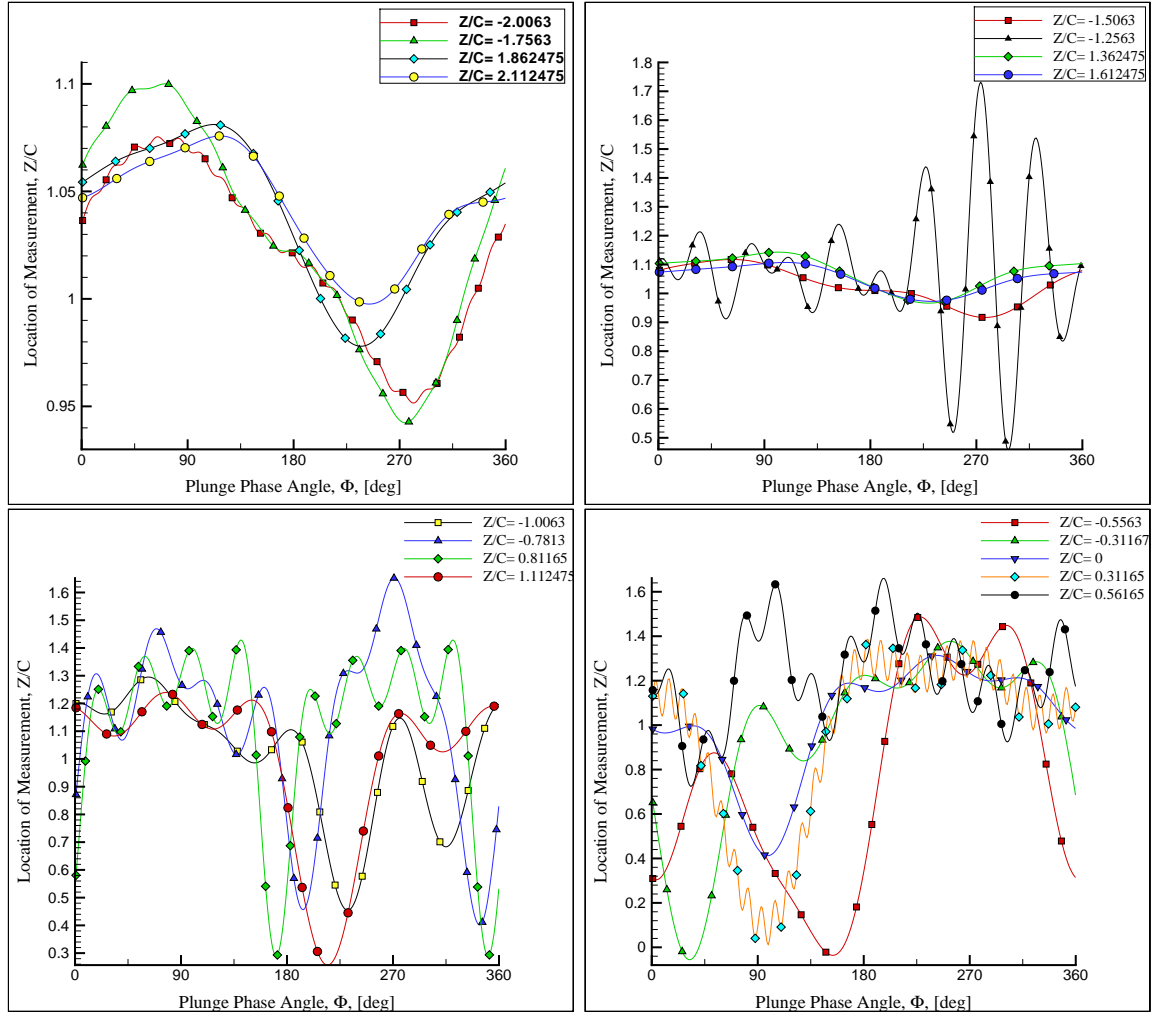 Z/C= -2.0063
Z/C= -1.7563
Z/C= 1.862475
Z/C= 2.112475
1.1
1.05
1
0.95
Location of Measurement, Z/C
0 90 180 270 360
Plunge Phase Angle, Φ, [deg]
Z/C= -1.5063
Z/C= -1.2563
Z/C= 1.362475
Z/C= 1.612475
1.8
1.7
1.6
1.5
1.4
1.3
1.2
1.1
1
0.9
0.8
0.7
0.6
0.5
Location of Measurement, Z/C
0 90 180 270 360
Plunge Phase Angle, Φ, [deg]
Z/C= -1.0063
Z/C= -0.7813
Z/C= 0.81165
Z/C= 1.112475
1.6
1.5
1.4
1.3
1.2
1.1
1
0.9
0.8
0.7
0.6
0.5
0.4
0.3
Location of Measurement, Z/C
0 90 180 270 360
Plunge Phase Angle, Φ, [deg]
Z/C= -0.5563
Z/C= -0.31167
Z/C= 0
Z/C= 0.31165
Z/C= 0.56165
1.6
1.4
1.2
1
0.8
0.6
0.4
0.2
0
Location of Measurement, Z/C
0 90 180 270 360
Plunge Phase Angle, Φ, [deg]